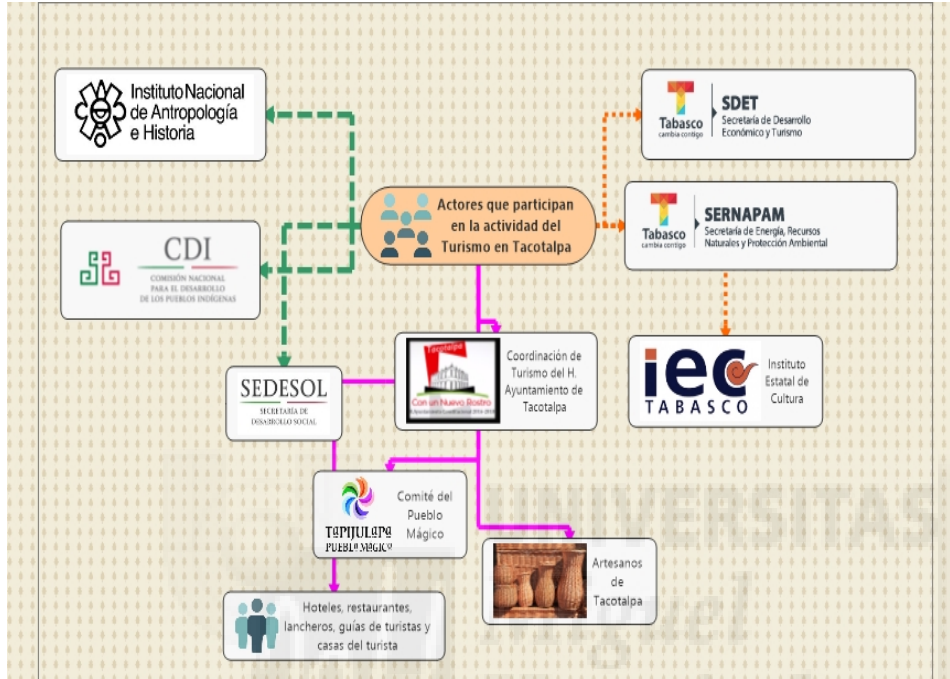 Instituto Nacional
de Antropología
e Historia
Tabasco
cambia contigo
SDET
Secretaría de Desarrollo
Económico y Turismo
Actores que participan
en la actividad del
Turismo en Tacotalpa
Tabasco
cambia contigo
SERNAPAM
Secretaría de Energía, Recursos
Naturales y Protección Ambiental
CDI
COMISIÓN NACIONAL
PARA EL DESARROLLO
DE LOS PUEBLOS INDÍGENAS
Tacotalpa
Con un Nuevo Rostro
Coordinación de
Turismo del H.
Ayuntamiento de
Tacotalpa
iec
TABASCO
Instituto
Estatal de
Cultura
SEDESOL
SECRETARÍA DE
DESARROLLO SOCIAL
TAPIJULAPA
PUEBLO MÁGICO
Comité del
Pueblo
Mágico
Artesanos
de
Tacotalpa
Hoteles, restaurantes,
lancheros, guías de turistas y
casas del turista